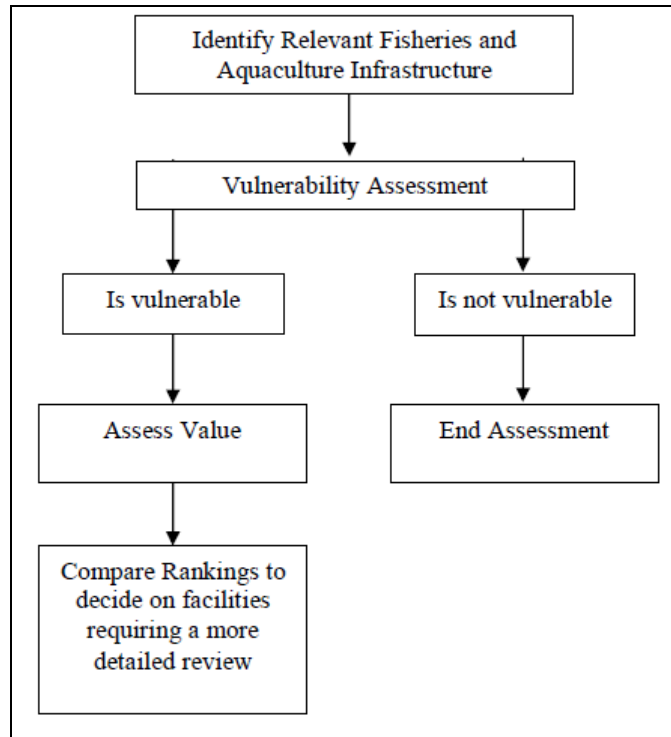 Identify Relevant Fisheries and
Aquaculture Infrastructure
Vulnerability Assessment
Is vulnerable
Is not vulnerable
Assess Value
End Assessment
Compare Rankings to
decide on facilities
requiring a more
detailed review